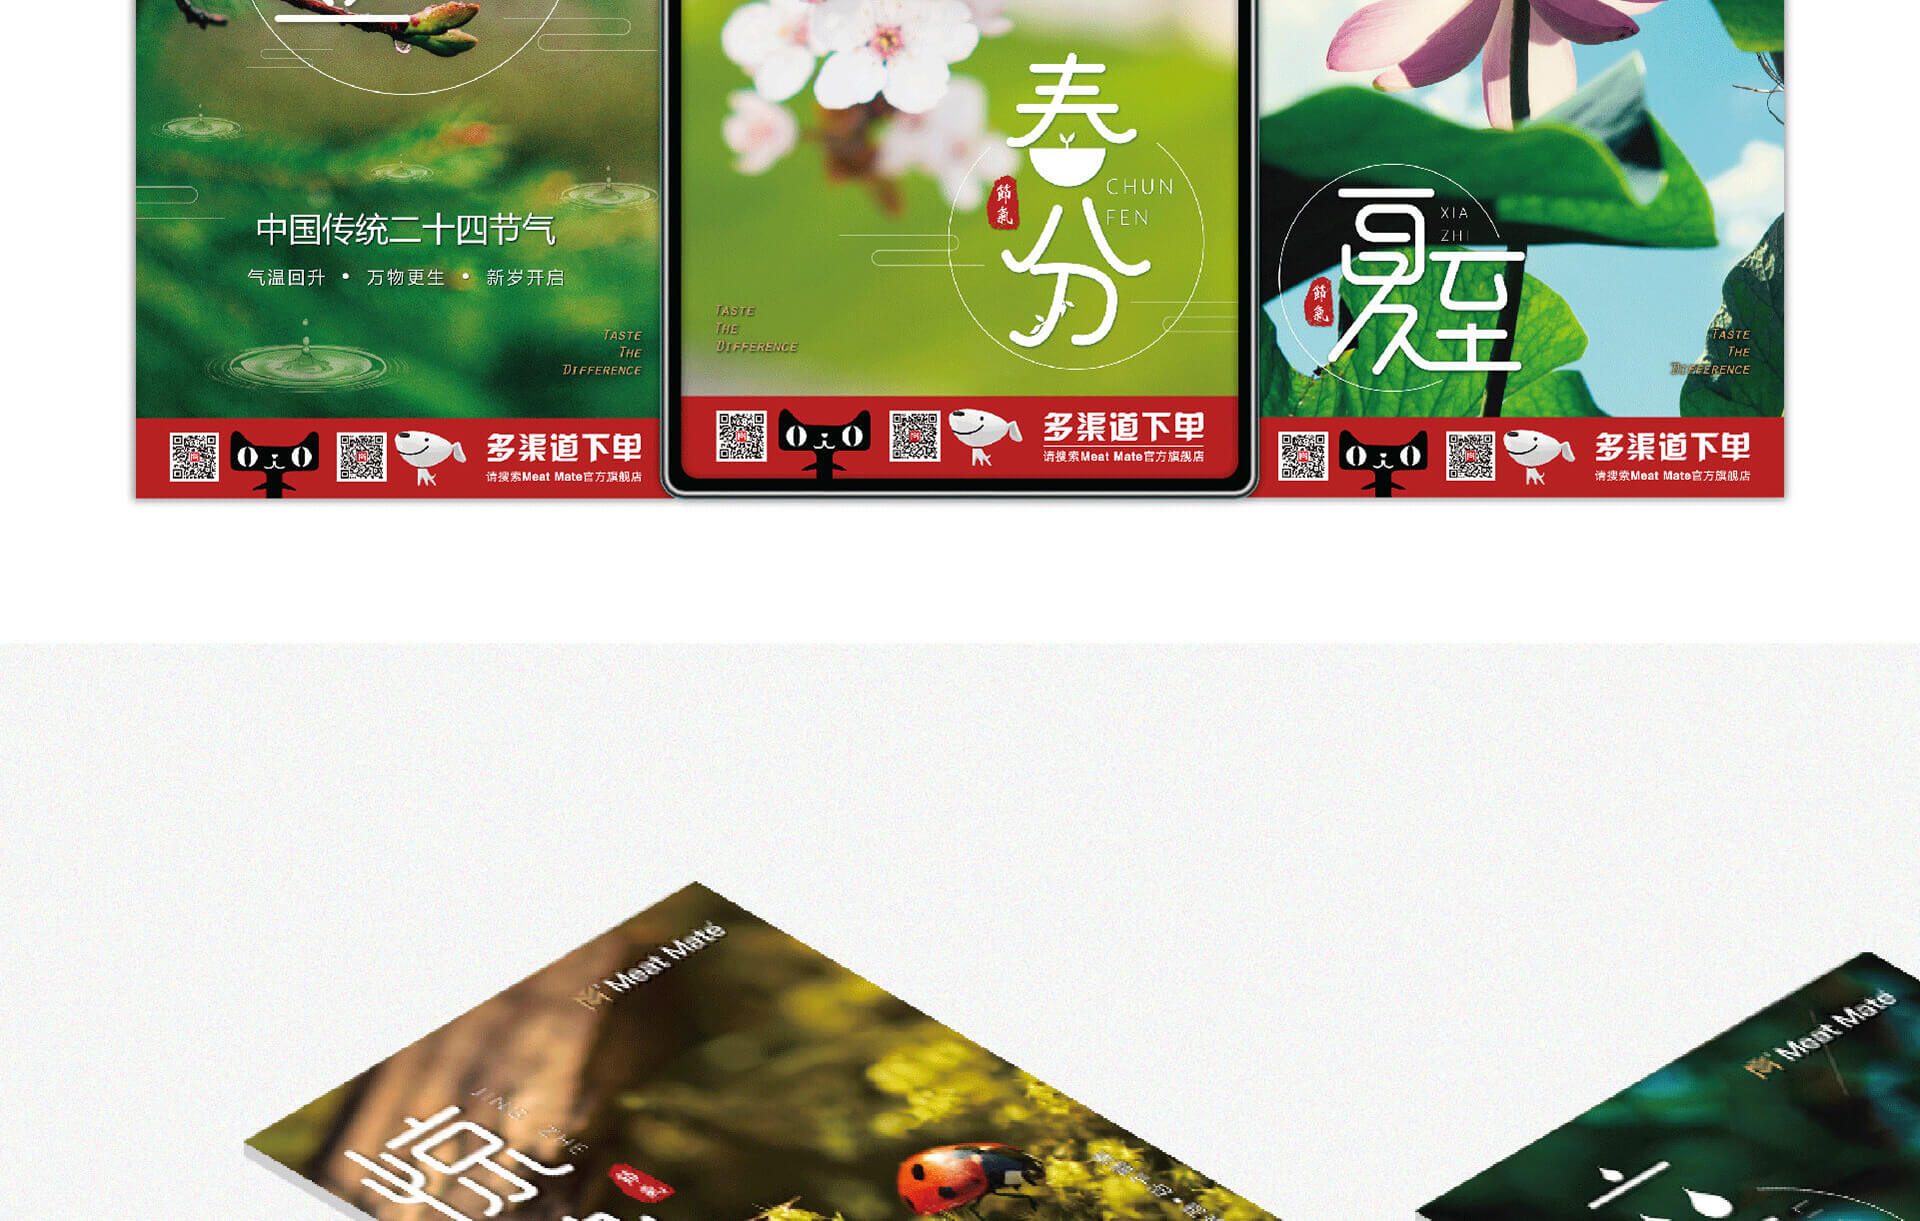 中国传统二十四节气
气温回升 • 万物更生 • 新岁开启
TASTE
THE
DIFFERENCE
多渠道下单
请搜索Meat Mate官方旗舰店
春分
CHUN
FEN
節氣
TASTE
THE
DIFFERENCE
多渠道下单
请搜索Meat Mate官方旗舰店
夏至
XIA
ZHI
節氣
TASTE
THE
DIFFERENCE
多渠道下单
请搜索Meat Mate官方旗舰店
Meat Mate
JING ZHE
惊
節氣
Meat Mate